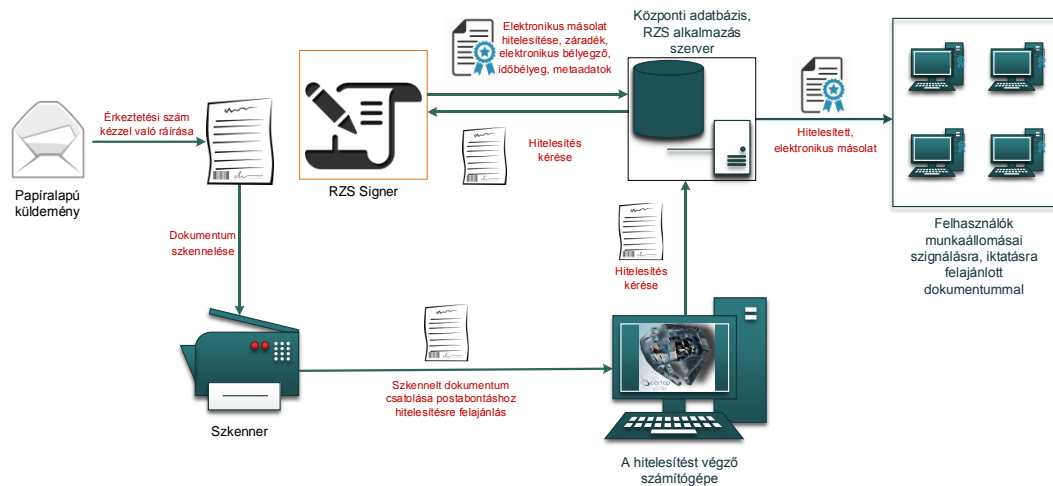 Elektronikus másolat
hitelesítése, záradék,
elektronikus bélyegző,
időbélyeg, metaadatok
Központi adatbázis,
RZS alkalmazás
szerver
Érkeztetési szám
kézzel való ráírása
Hitelesítés
kérése
Hitelesített,
elektronikus másolat
Papíralapú
küldemény
RZS Signer
Dokumentum
szkennelése
Hitelesítés
kérése
Felhasználók
munkaállomásai
szignálásra, iktatásra
felajánlott
dokumentummal
Szkennelt dokumentum
csatolása postabontáshoz
hitelesítésre felajánlás
Szkenner
A hitelesítést végző
számítógépe